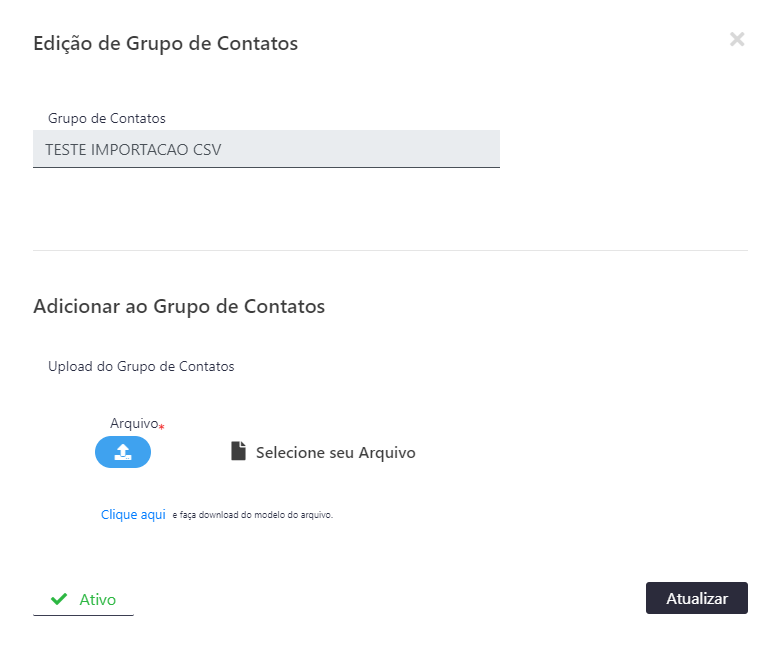 Edição de Grupo de Contatos
Grupo de Contatos
TESTE IMPORTACAO CSV
Adicionar ao Grupo de Contatos
Upload do Grupo de Contatos
Arquivo*
Selecione seu Arquivo
Clique aqui e faça download do modelo do arquivo.
Ativo
Atualizar